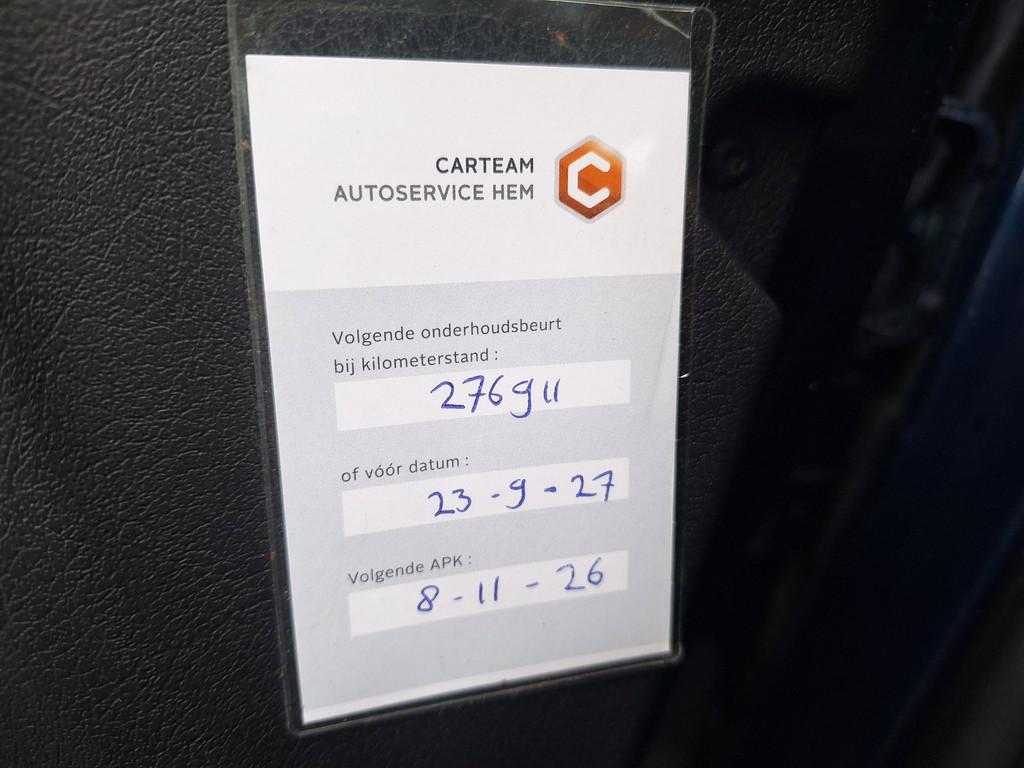 CARTEAM
AUTOSERVICE HEM
Volgende onderhoudsbeurt
bij kilometerstand :
276911
of vóór datum :
23-9-27
Volgende APK :
8-11-26